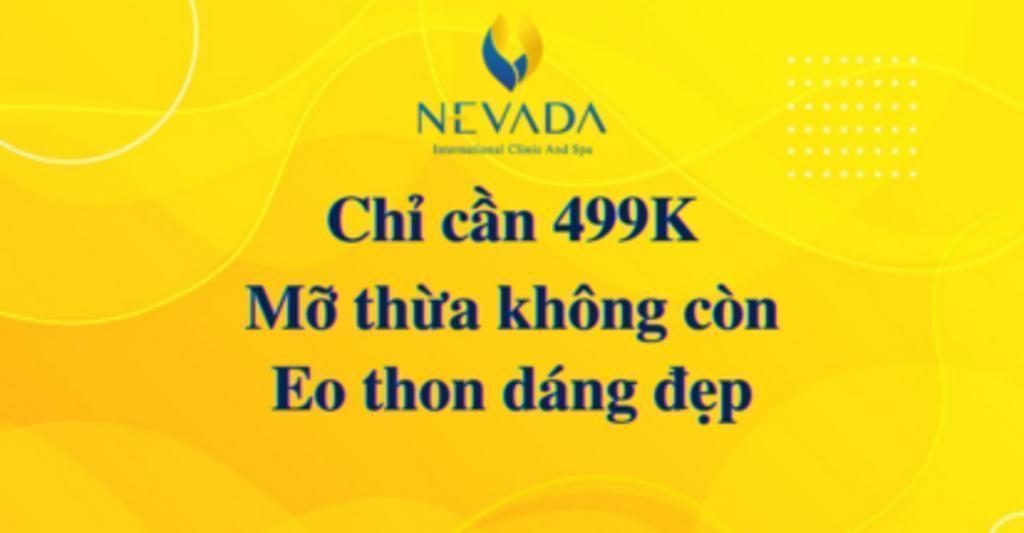 NEVADA
International Clinic And Spa
Chỉ cần 499K
Mỡ thừa không còn
Eo thon dáng đẹp